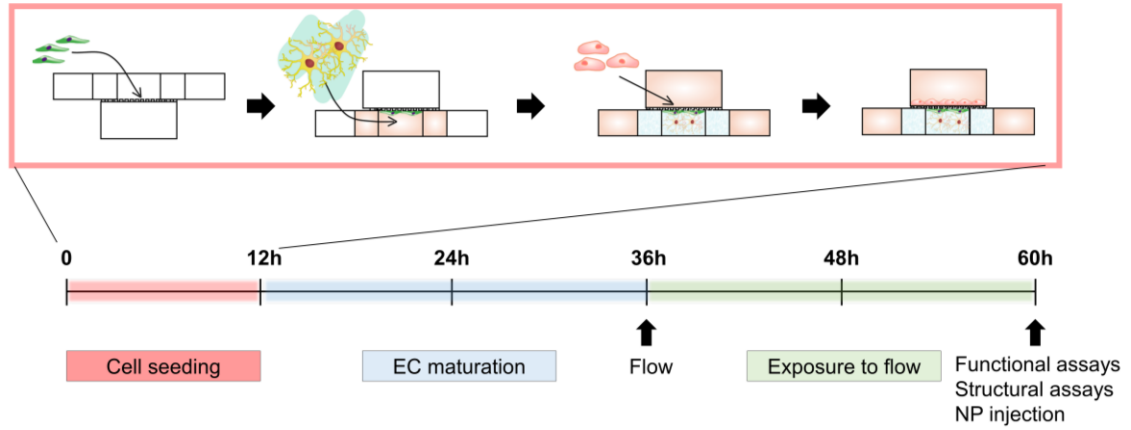 0 12h 24h 36h 48h 60h
Cell seeding EC maturation Flow Exposure to flow Functional assays
Structural assays
NP injection